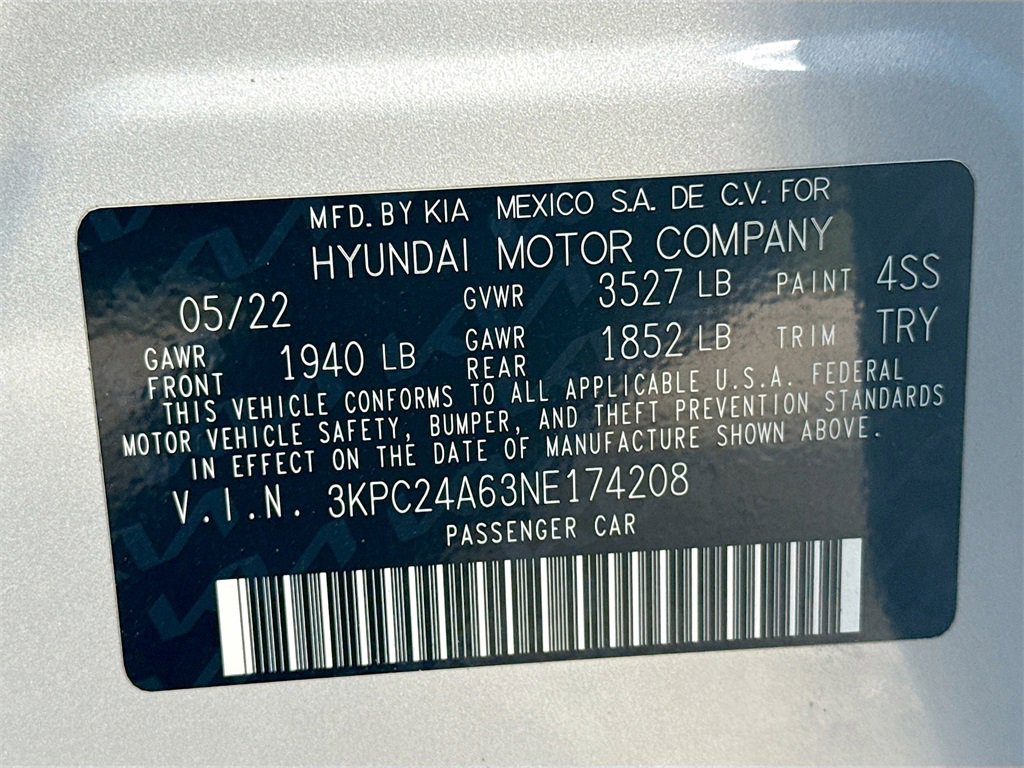 MFD. BY KIA MEXICO S.A. DE C.V. FOR
HYUNDAI MOTOR COMPANY
05/22 GVWR 3527 LB PAINT 4SS
GAWR FRONT 1940 LB GAWR REAR 1852 LB TRIM TRY
THIS VEHICLE CONFORMS TO ALL APPLICABLE U.S.A. FEDERAL
MOTOR VEHICLE SAFETY, BUMPER, AND THEFT PREVENTION STANDARDS
IN EFFECT ON THE DATE OF MANUFACTURE SHOWN ABOVE.
V.I.N. 3KPC24A63NE174208
PASSENGER CAR